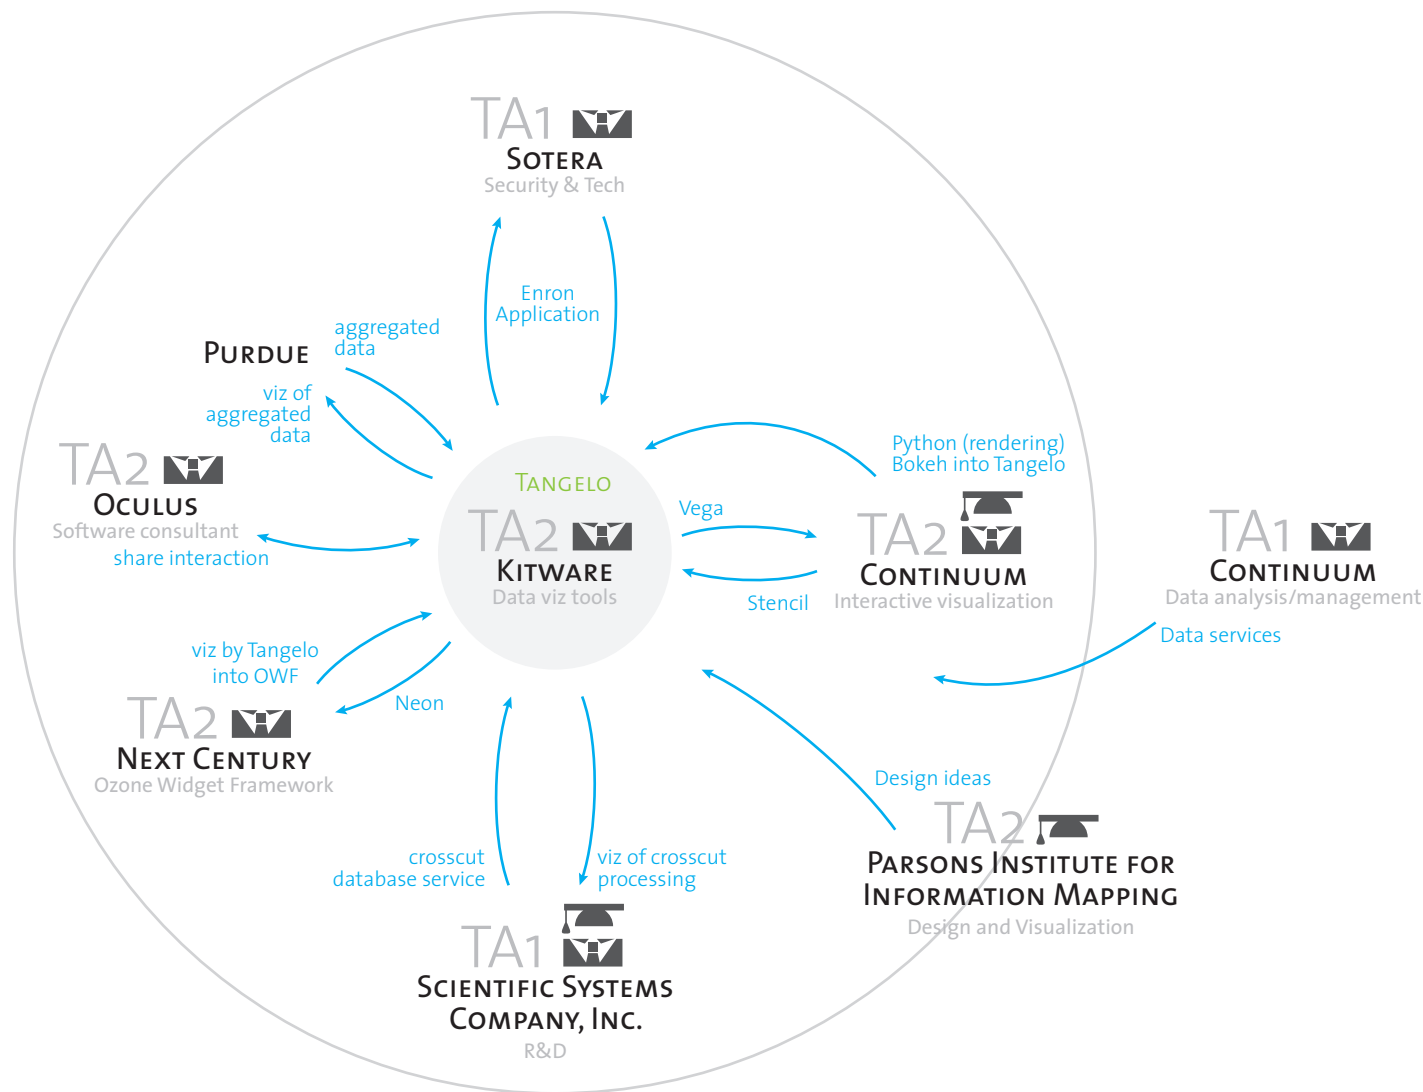 TA1
SOTERA
Security & Tech
Enron
Application
PURDUE
aggregated
data
viz of
aggregated
data
TA2
OCULUS
Software consultant
share interaction
TANGELO
TA2
KITWARE
Data viz tools
Python (rendering)
Bokeh into Tangelo
Vega
Stencil
TA2
CONTINUUM
Interactive visualization
TA1
CONTINUUM
Data analysis/management
Data services
viz by Tangelo
into OWF
Neon
TA2
NEXT CENTURY
Ozone Widget Framework
Design ideas
TA2
PARSONS INSTITUTE FOR
INFORMATION MAPPING
Design and Visualization
crosscut
database service
viz of crosscut
processing
TA1
SCIENTIFIC SYSTEMS
COMPANY, INC.
R&D